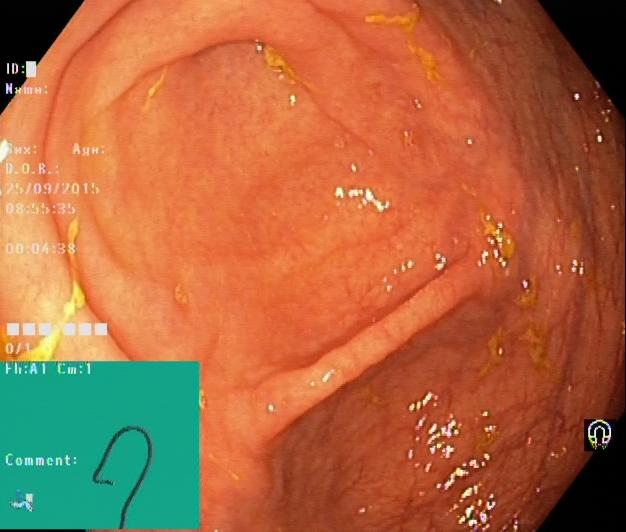 ID:
Name:
Sex: Age:
D.O.B.:
25/09/2015
08:55:35
00:04:38
0/1
Ph:A1 Cm:1
Comment: